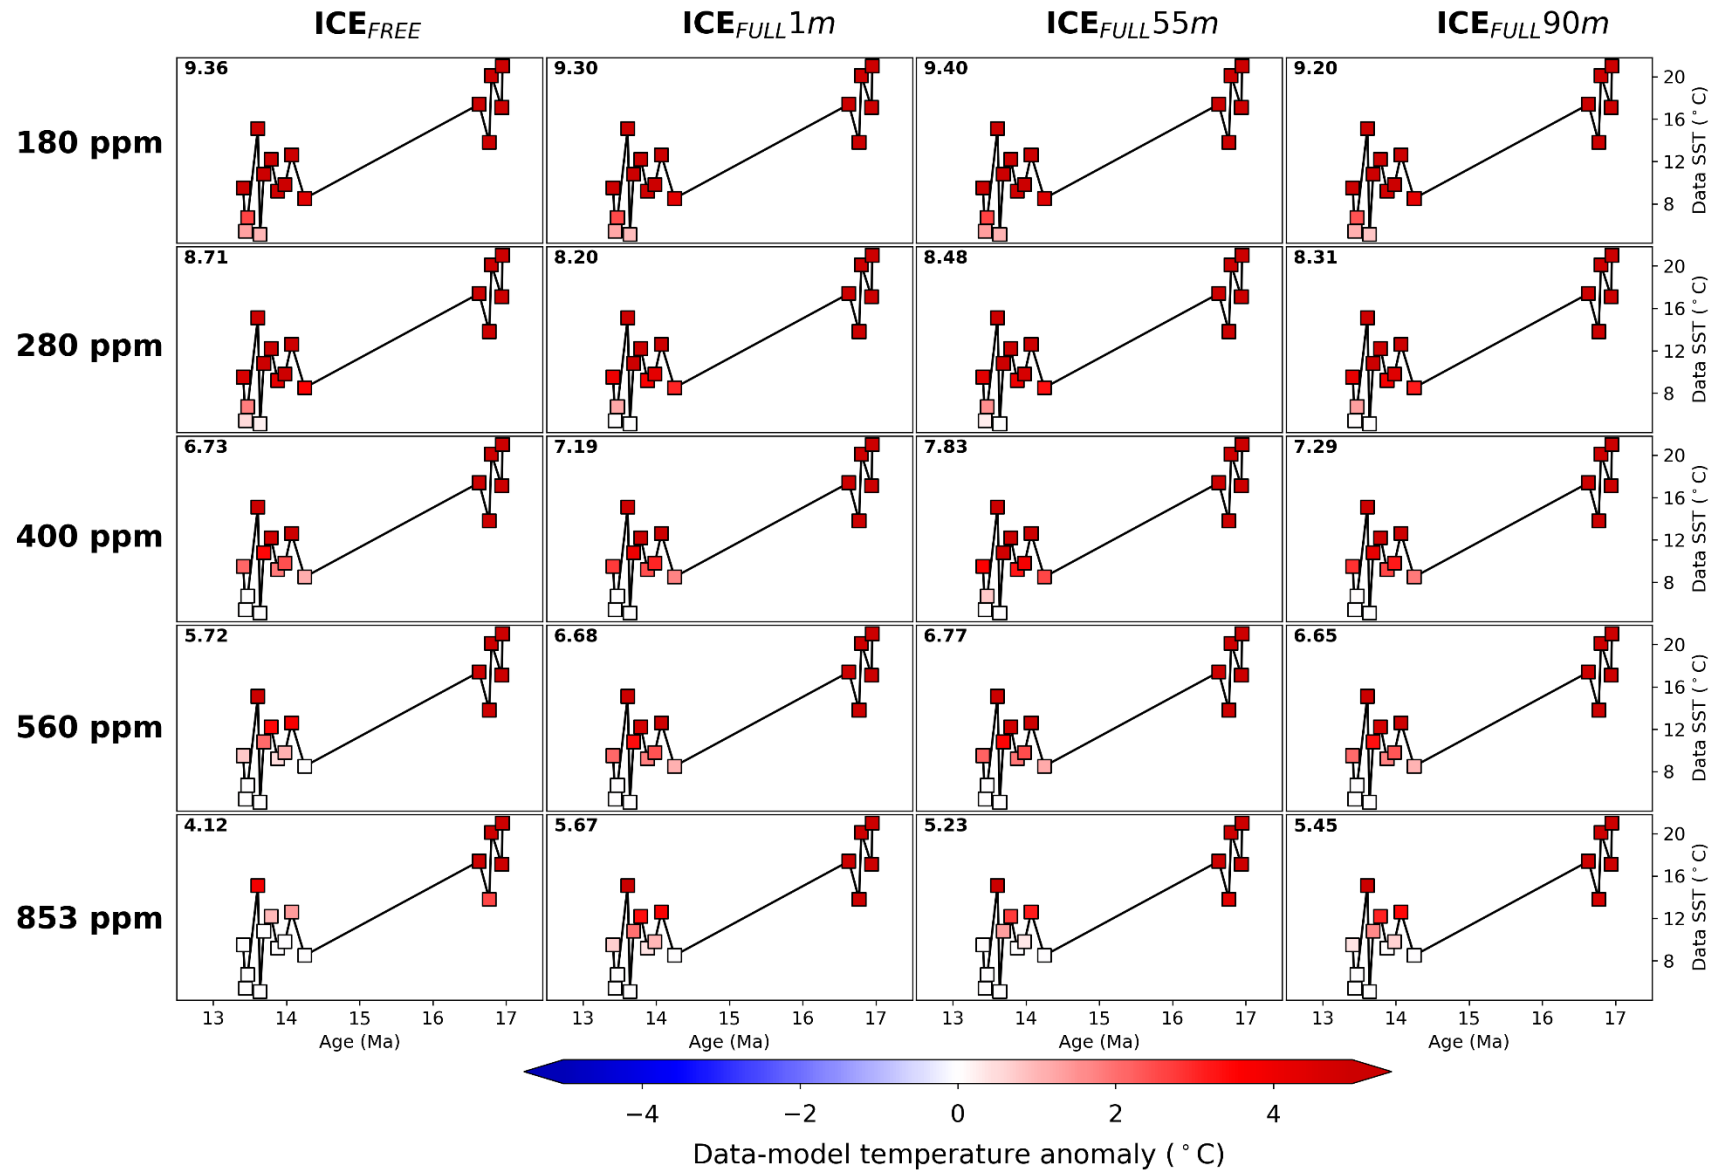 ICE_FREE ICE_FULL1m ICE_FULL55m ICE_FULL90m
180 ppm
9.36 9.30 9.40 9.20
20
16
12
8
Data SST (°C)
280 ppm
8.71 8.20 8.48 8.31
20
16
12
8
Data SST (°C)
400 ppm
6.73 7.19 7.83 7.29
20
16
12
8
Data SST (°C)
560 ppm
5.72 6.68 6.77 6.65
20
16
12
8
Data SST (°C)
853 ppm
4.12 5.67 5.23 5.45
20
16
12
8
Data SST (°C)
13 14 15 16 17 13 14 15 16 17 13 14 15 16 17 13 14 15 16 17
Age (Ma) Age (Ma) Age (Ma) Age (Ma)
−4 −2 0 2 4
Data-model temperature anomaly (°C)